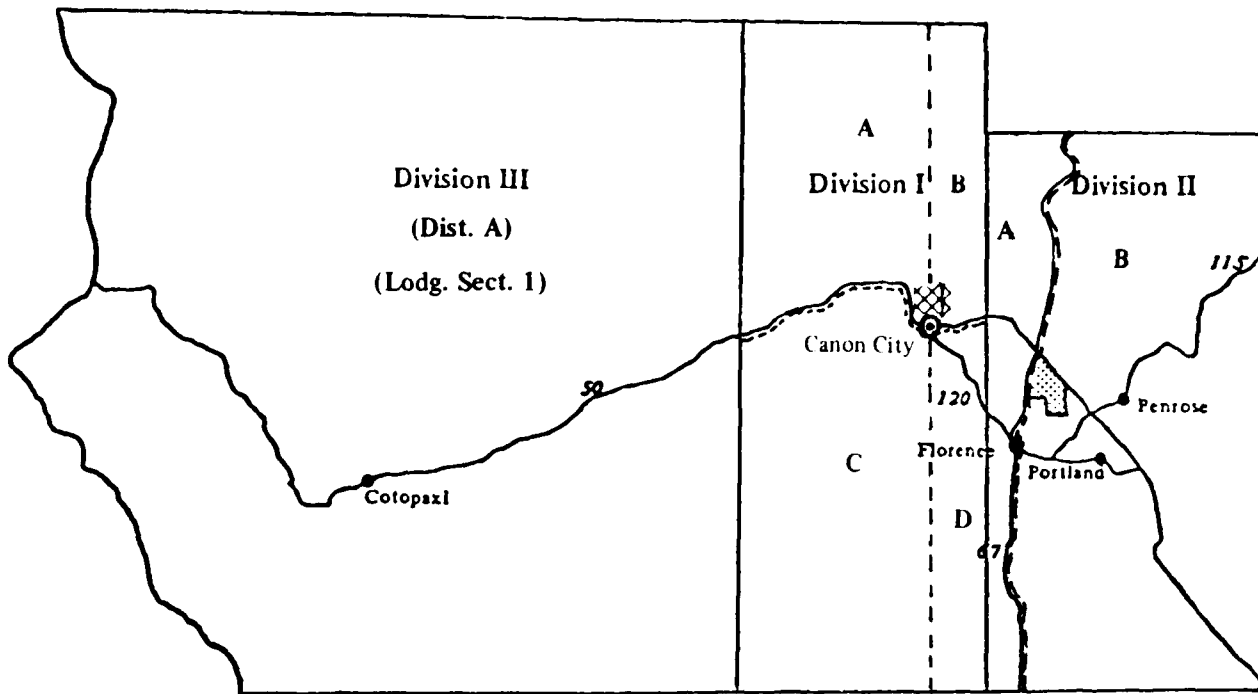 A
Division III
Division I
B
Division II
(Dist. A)
A
B
115
(Lodg. Sect. 1)
Canon City
50
120
Penrose
Florence
C
Portland
Cotopaxi
D
67